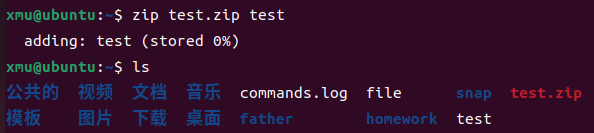 xmu@ubuntu:~$ zip test.zip test
  adding: test (stored 0%)
xmu@ubuntu:~$ ls
公共的  视频  文档  音乐  commands.log  file      snap  test.zip
模板    图片  下载  桌面  father        homework  test